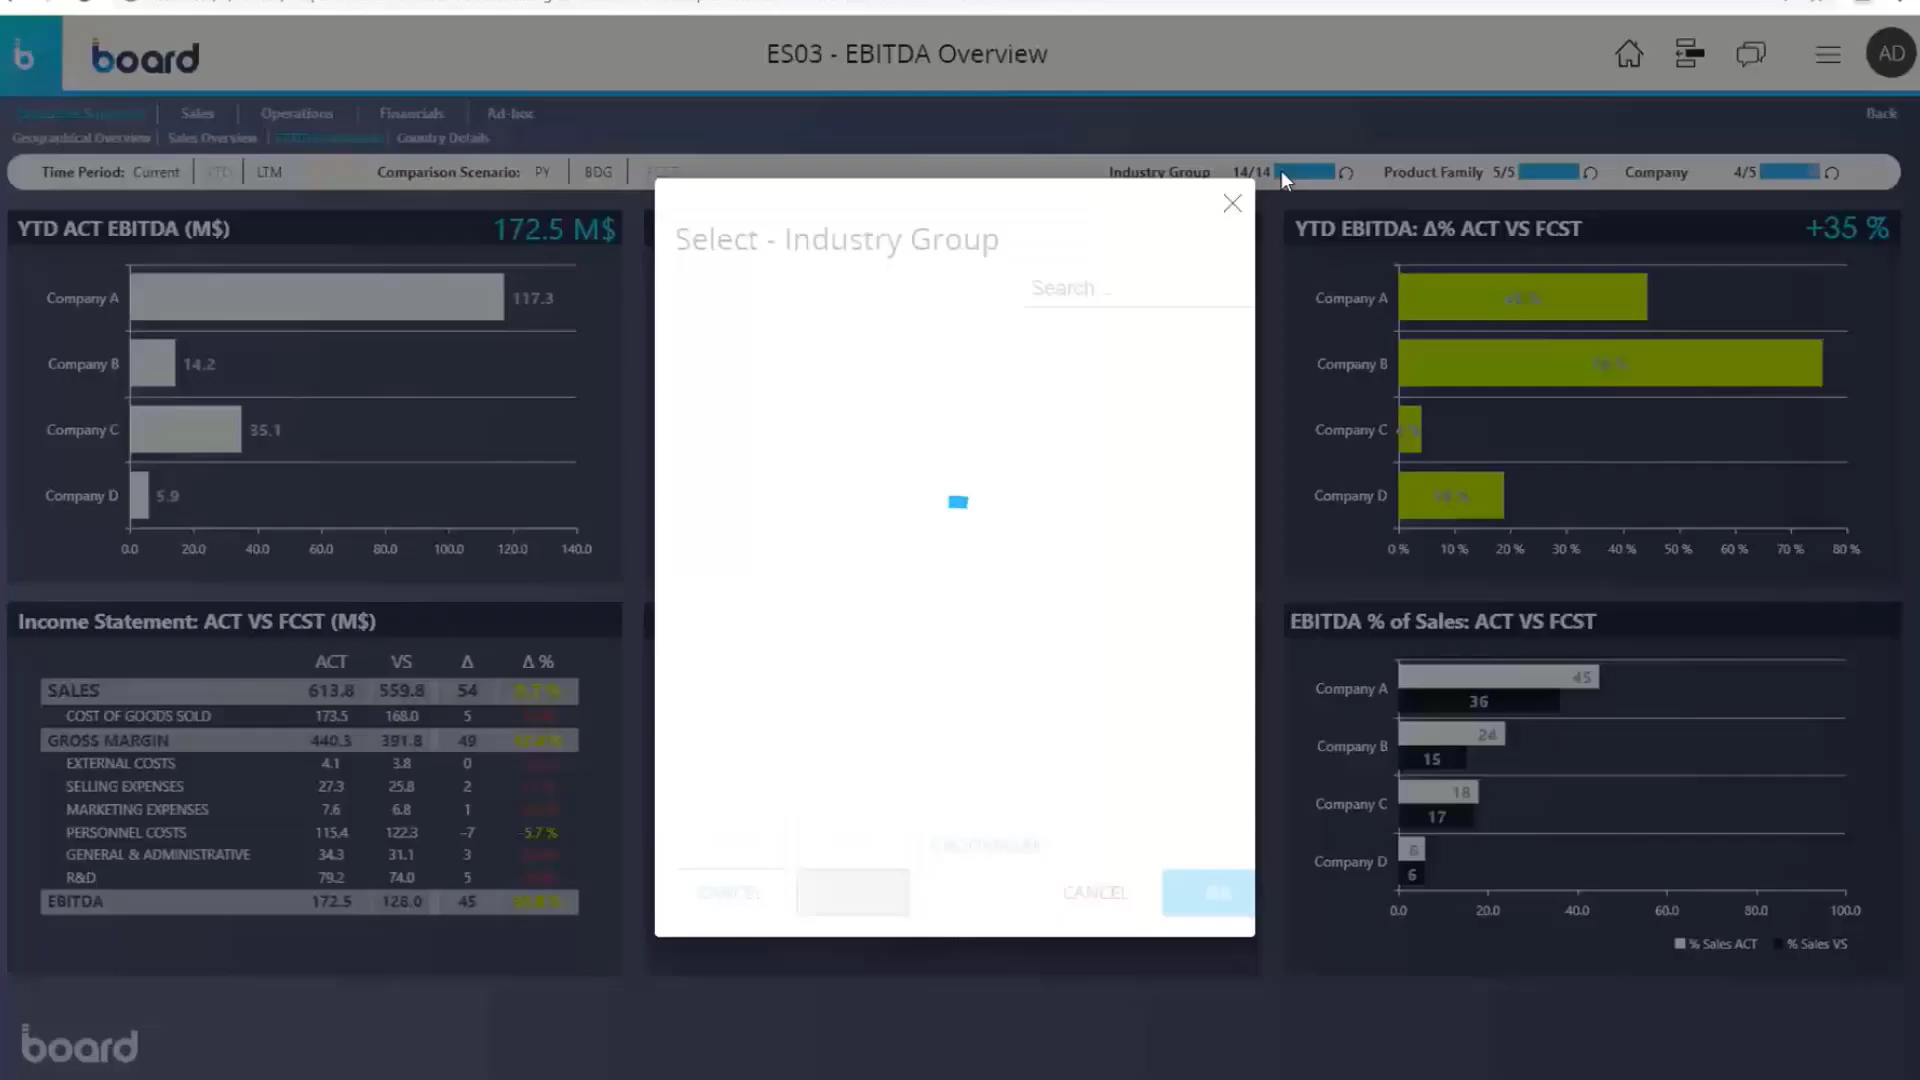 board
ES03 - EBITDA Overview
AD
Sales
Operations
Financials
Ad-hoc
Back
Geographical Overview
Sales Overview
Country Details
Time Period: Current
YTD
LTM
Comparison Scenario: PY
BDG
Industry Group 14/14
Product Family 5/5
Company 4/5
YTD ACT EBITDA (M$)
172.5 M$
Company A
117.3
Company B
14.2
Company C
35.1
Company D
5.9
0.0 20.0 40.0 60.0 80.0 100.0 120.0 140.0
Select - Industry Group
Search ...
CANCEL
CANCEL
YTD EBITDA: Δ% ACT VS FCST
+35 %
Company A
Company B
Company C
Company D
0 % 10 % 20 % 30 % 40 % 50 % 60 % 70 % 80 %
Income Statement: ACT VS FCST (M$)
ACT VS Δ Δ %
SALES 613.8 559.8 54
COST OF GOODS SOLD 173.5 168.0 5
GROSS MARGIN 440.3 391.8 49
EXTERNAL COSTS 4.1 3.8 0
SELLING EXPENSES 27.3 25.8 2
MARKETING EXPENSES 7.6 6.8 1
PERSONNEL COSTS 115.4 122.3 -7 -5.7 %
GENERAL & ADMINISTRATIVE 34.3 31.1 3
R&D 79.2 74.0 5
EBITDA 172.5 128.0 45
EBITDA % of Sales: ACT VS FCST
Company A
45
36
Company B
24
15
Company C
18
17
Company D
6
6
0.0 20.0 40.0 60.0 80.0 100.0
% Sales ACT % Sales VS
board